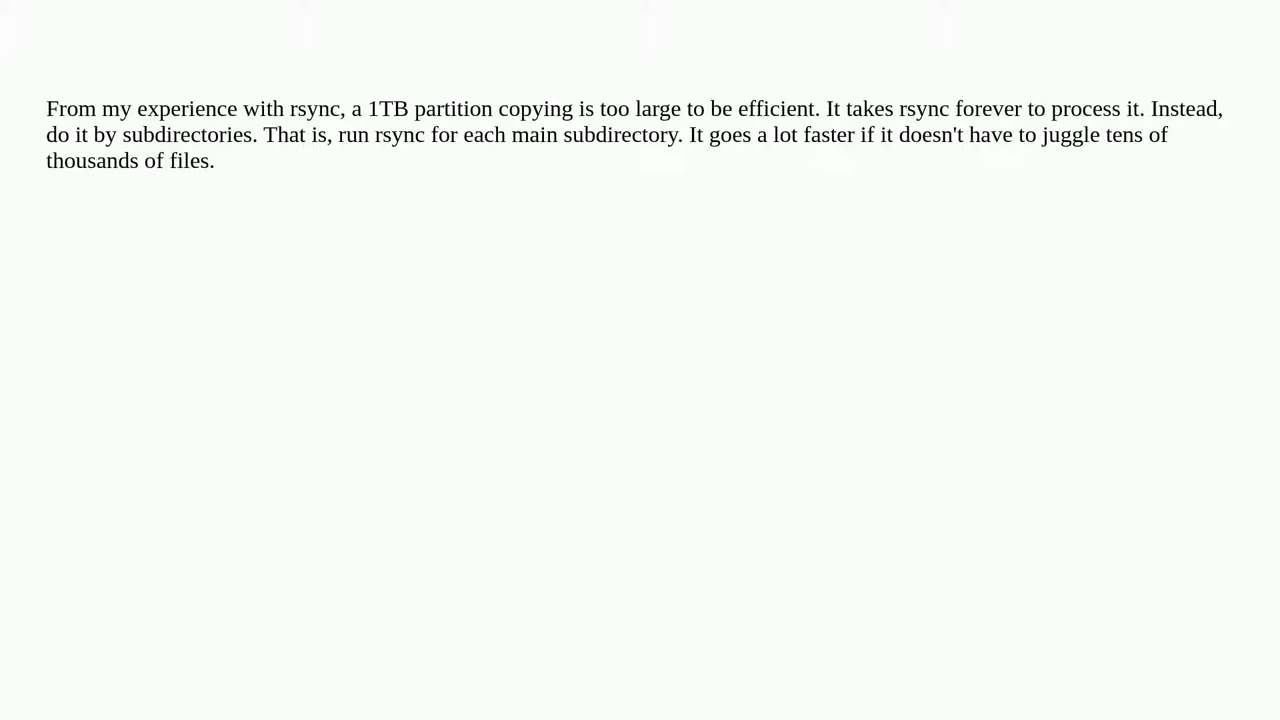 From my experience with rsync, a 1TB partition copying is too large to be efficient. It takes rsync forever to process it. Instead,
do it by subdirectories. That is, run rsync for each main subdirectory. It goes a lot faster if it doesn't have to juggle tens of
thousands of files.